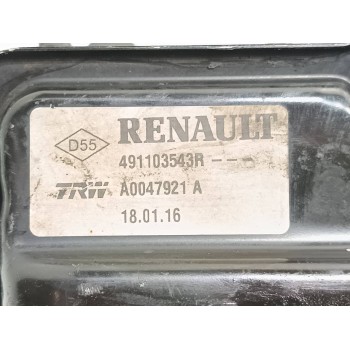 D55 RENAULT
491103543R---
TRW A0047921 A
18.01.16